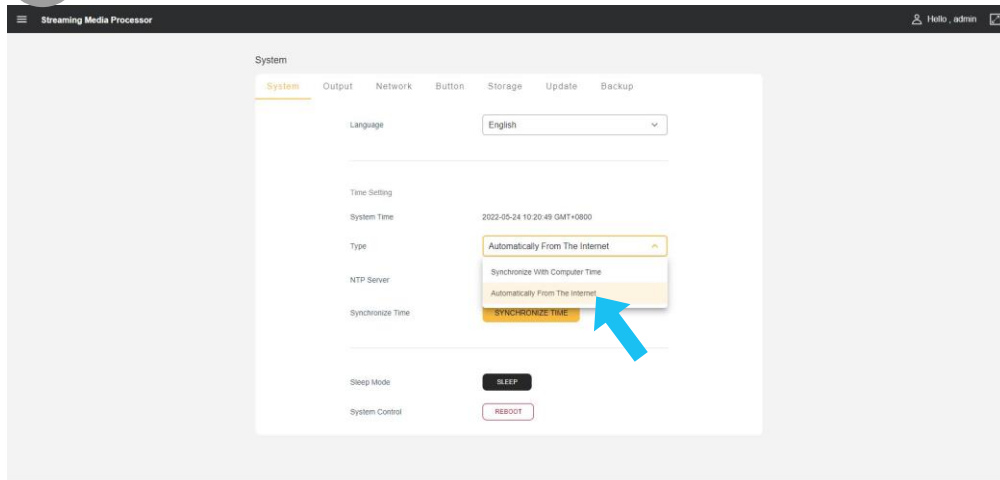 Streaming Media Processor
Hello , admin
System
System Output Network Button Storage Update Backup
Language English
Time Setting
System Time 2022-05-24 10:20:49 GMT+0800
Type Automatically From The Internet
Synchronize With Computer Time
NTP Server
Automatically From The Internet
Synchronize Time SYNCHRONIZE TIME
Sleep Mode SLEEP
System Control REBOOT